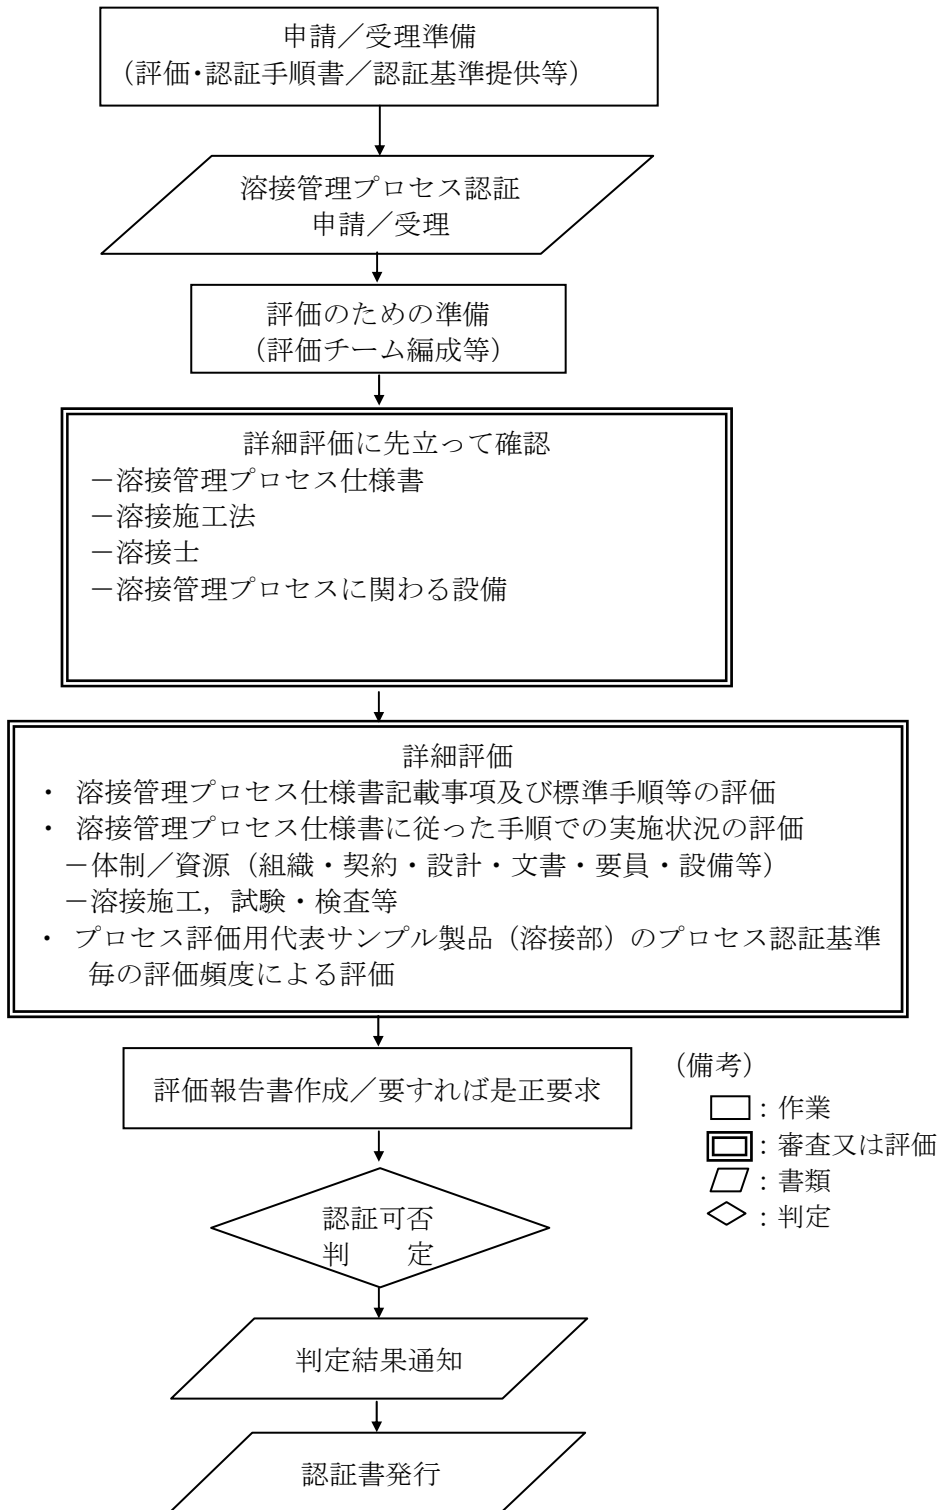 申請／受理準備
（評価・認証手順書／認証基準提供等）
溶接管理プロセス認証
申請／受理
評価のための準備
（評価チーム編成等）
詳細評価に先立って確認
－溶接管理プロセス仕様書
－溶接施工法
－溶接士
－溶接管理プロセスに関わる設備
詳細評価
・ 溶接管理プロセス仕様書記載事項及び標準手順等の評価
・ 溶接管理プロセス仕様書に従った手順での実施状況の評価
－体制／資源（組織・契約・設計・文書・要員・設備等）
－溶接施工，試験・検査等
・ プロセス評価用代表サンプル製品（溶接部）のプロセス認証基準
毎の評価頻度による評価
評価報告書作成／要すれば是正要求
（備考）
：作業
：審査又は評価
：書類
：判定
認証可否
判　　定
判定結果通知
認証書発行